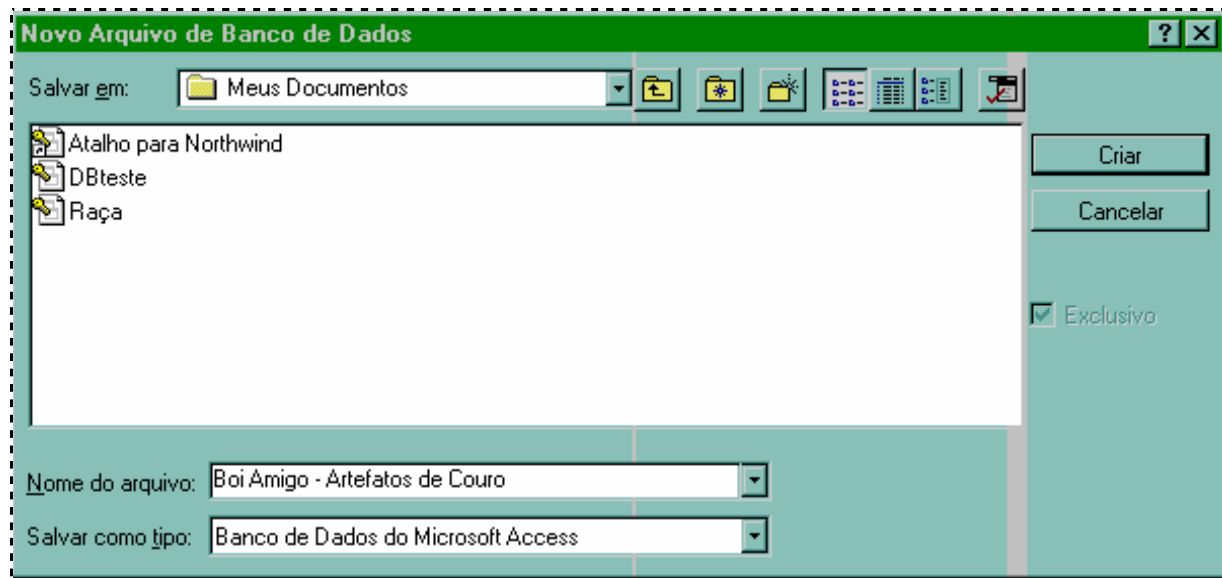 Novo Arquivo de Banco de Dados
Salvar em: Meus Documentos
Atalho para Northwind
DBteste
Raça
Criar
Cancelar
Exclusivo
Nome do arquivo: Boi Amigo - Artefatos de Couro
Salvar como tipo: Banco de Dados do Microsoft Access